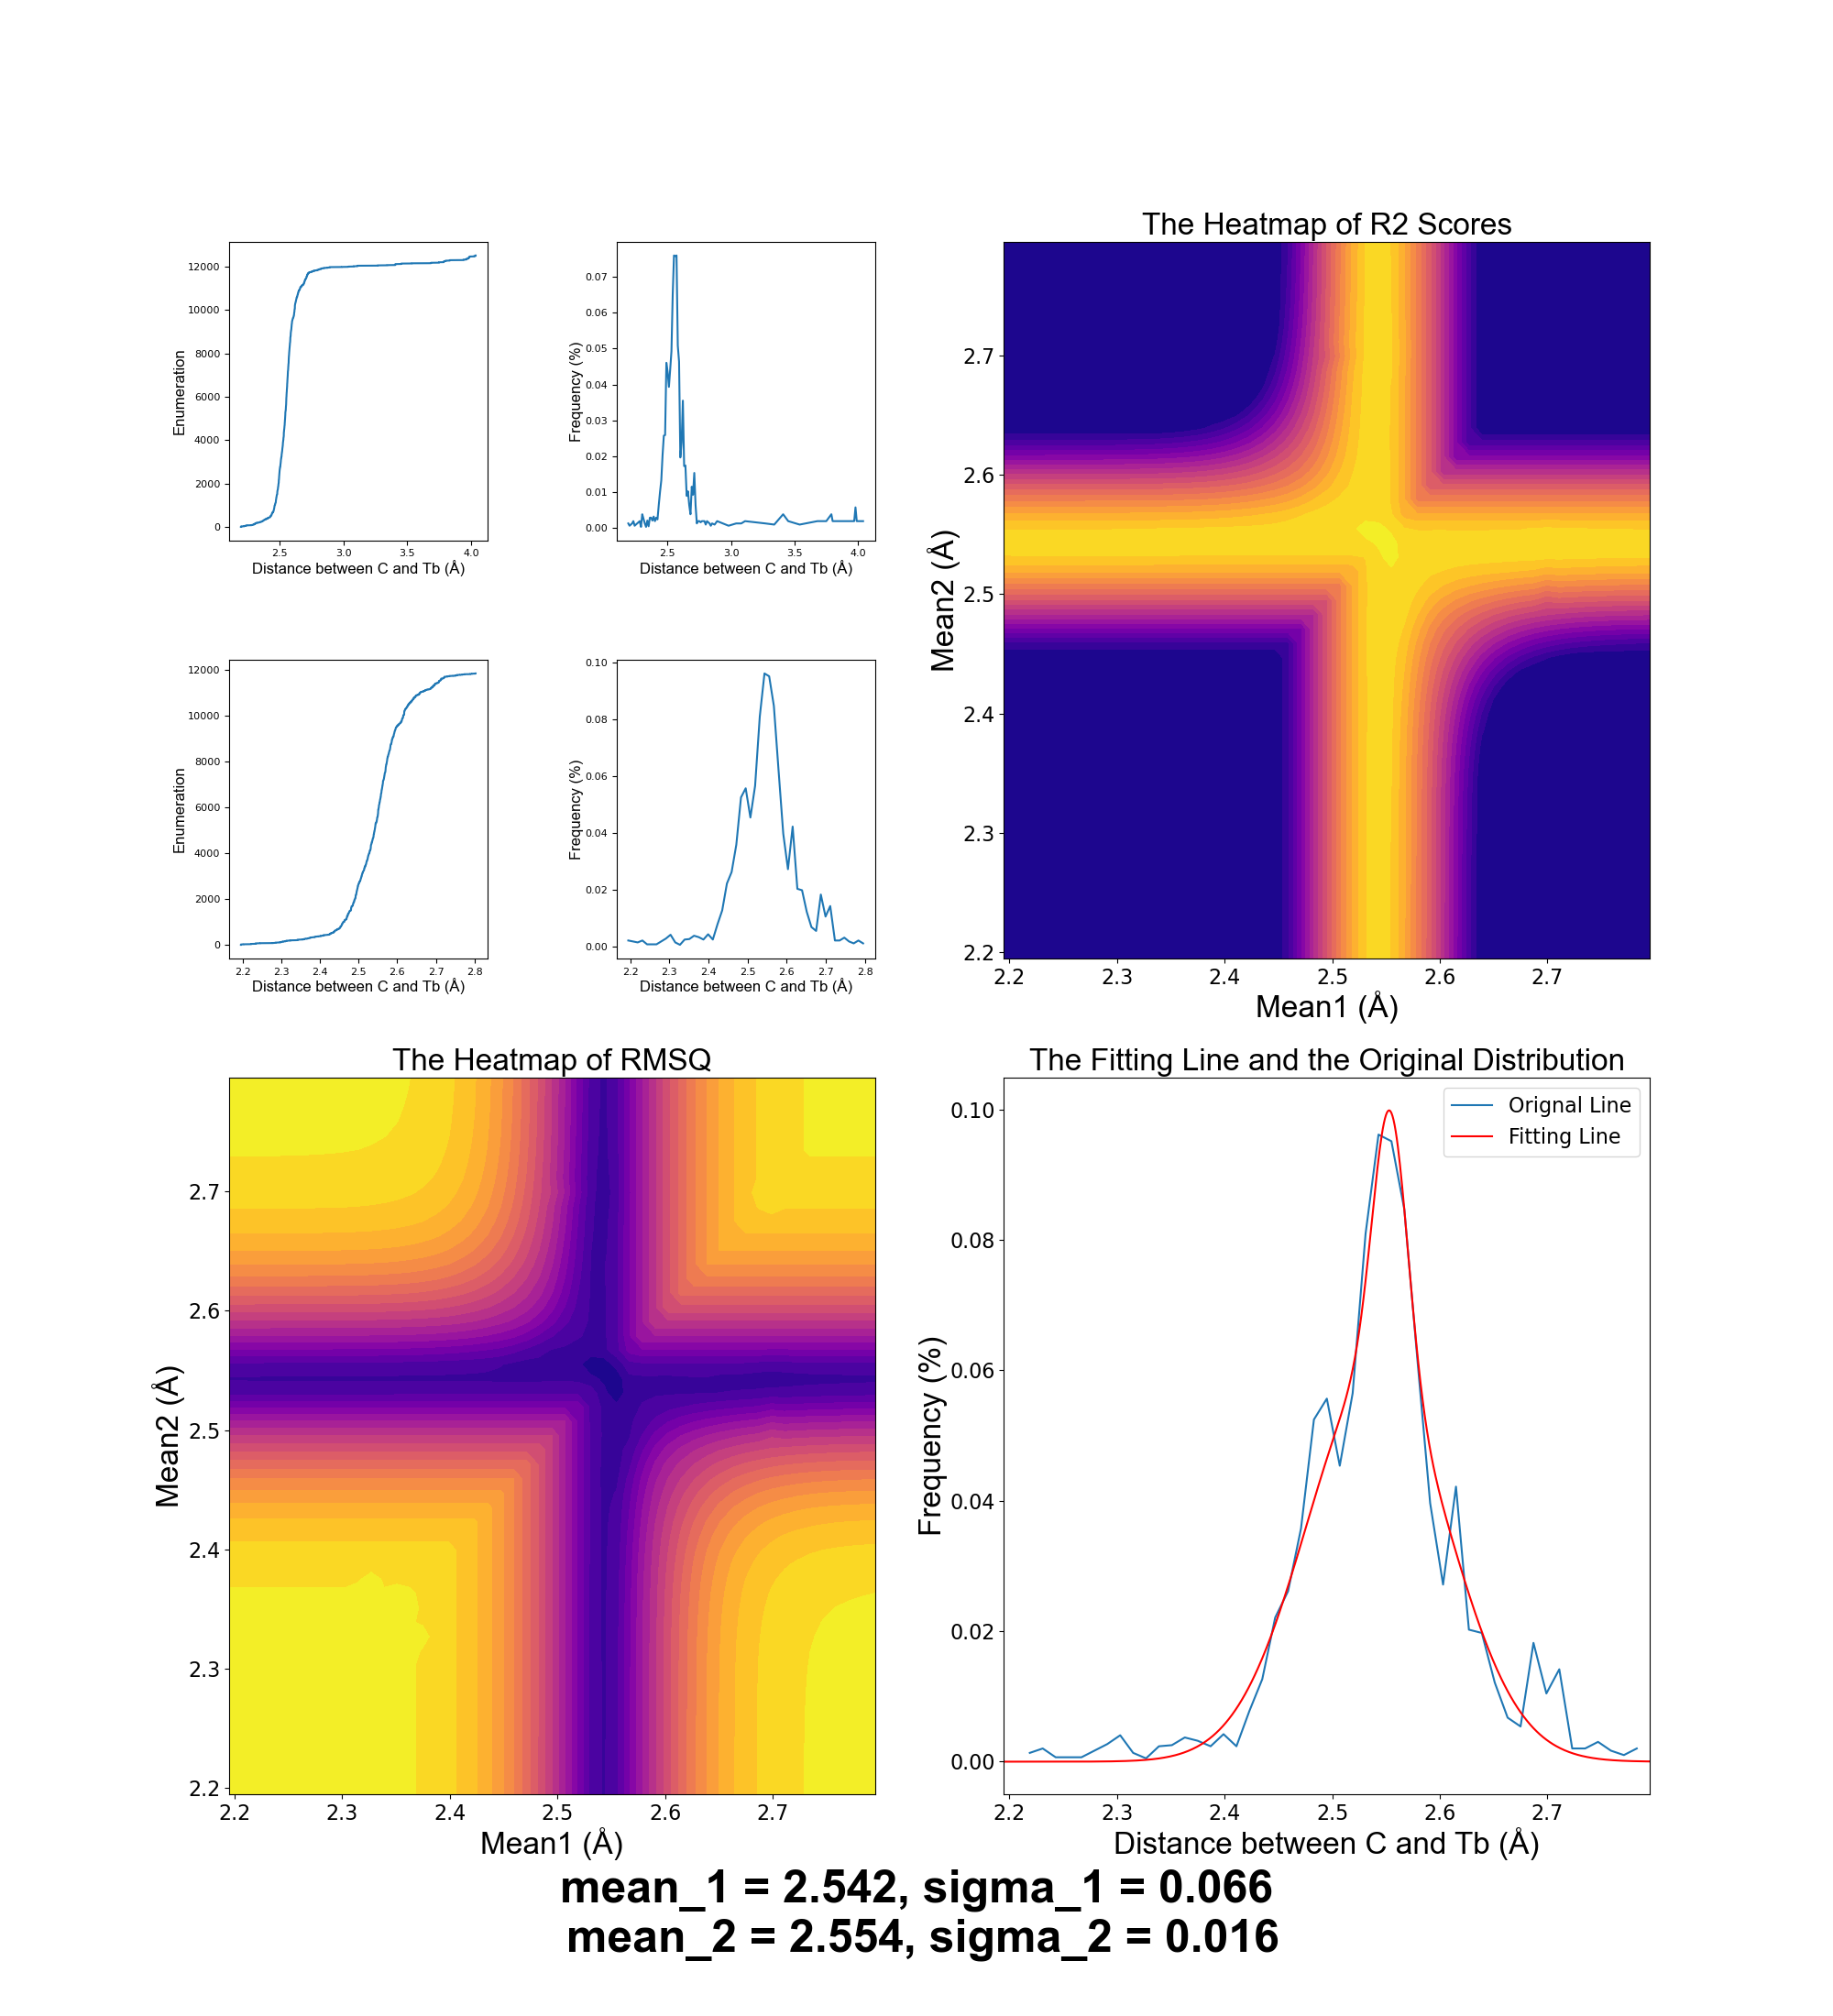 12000
10000
8000
6000
4000
2000
0
Enumeration
2.5 3.0 3.5 4.0
Distance between C and Tb (Å)
0.07
0.06
0.05
0.04
0.03
0.02
0.01
0.00
Frequency (%)
2.5 3.0 3.5 4.0
Distance between C and Tb (Å)
12000
10000
8000
6000
4000
2000
0
Enumeration
2.2 2.3 2.4 2.5 2.6 2.7 2.8
Distance between C and Tb (Å)
0.10
0.08
0.06
0.04
0.02
0.00
Frequency (%)
2.2 2.3 2.4 2.5 2.6 2.7 2.8
Distance between C and Tb (Å)
The Heatmap of R2 Scores
2.7
2.6
2.5
2.4
2.3
2.2
Mean2 (Å)
2.2 2.3 2.4 2.5 2.6 2.7
Mean1 (Å)
The Heatmap of RMSQ
2.7
2.6
2.5
2.4
2.3
2.2
Mean2 (Å)
2.2 2.3 2.4 2.5 2.6 2.7
Mean1 (Å)
The Fitting Line and the Original Distribution
Orignal Line
Fitting Line
0.10
0.08
0.06
0.04
0.02
0.00
Frequency (%)
2.2 2.3 2.4 2.5 2.6 2.7
Distance between C and Tb (Å)
mean_1 = 2.542, sigma_1 = 0.066
mean_2 = 2.554, sigma_2 = 0.016